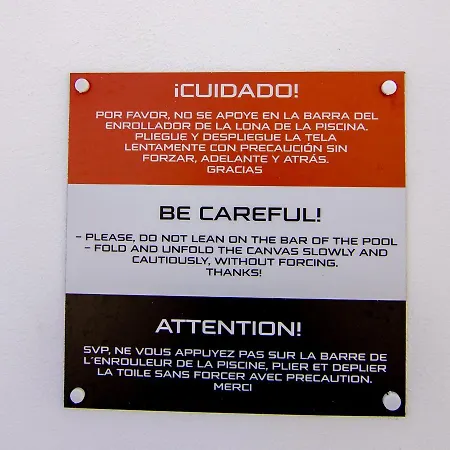 ¡CUIDADO!
POR FAVOR, NO SE APOYE EN LA BARRA DEL
ENROLLADOR DE LA LONA DE LA PISCINA.
PLIEGUE Y DESPLIEGUE LA TELA
LENTAMENTE CON PRECAUCIÓN SIN
FORZAR, ADELANTE Y ATRÁS.
GRACIAS
BE CAREFUL!
- PLEASE, DO NOT LEAN ON THE BAR OF THE POOL
- FOLD AND UNFOLD THE CANVAS SLOWLY AND
CAUTIOUSLY, WITHOUT FORCING.
THANKS!
ATTENTION!
SVP, NE VOUS APPUYEZ PAS SUR LA BARRE DE
L'ENROULEUR DE LA PISCINE, PLIER ET DEPLIER
LA TOILE SANS FORCER AVEC PRECAUTION.
MERCI